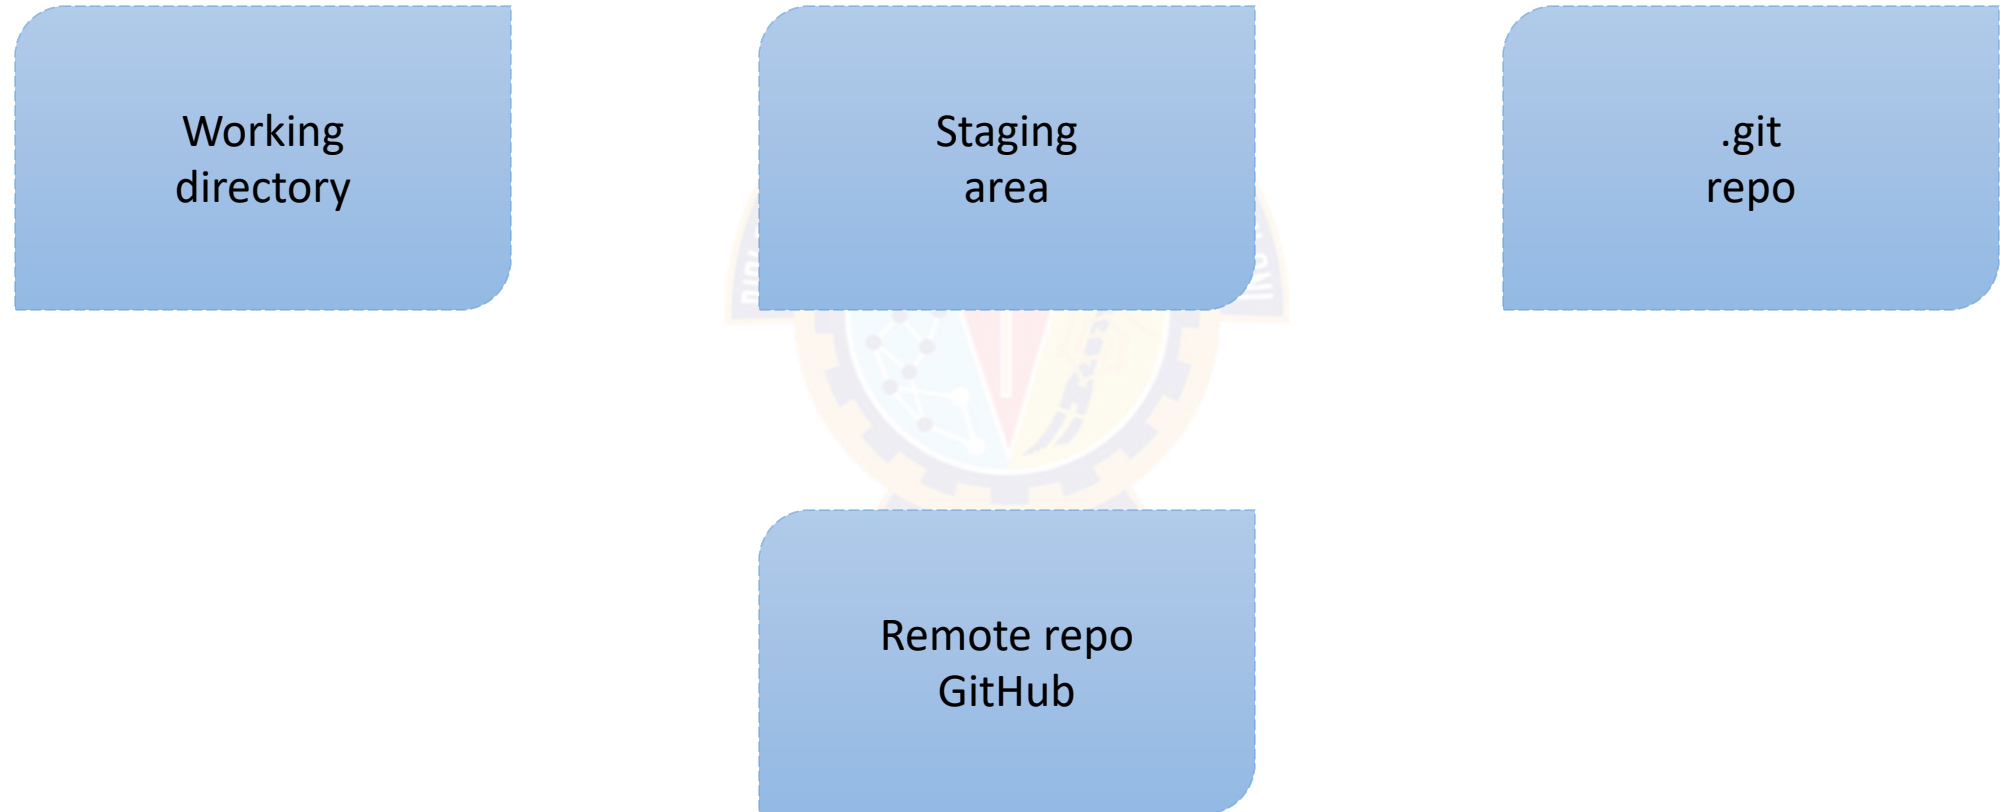 Working
directory
Staging
area
.git
repo
Remote repo
GitHub